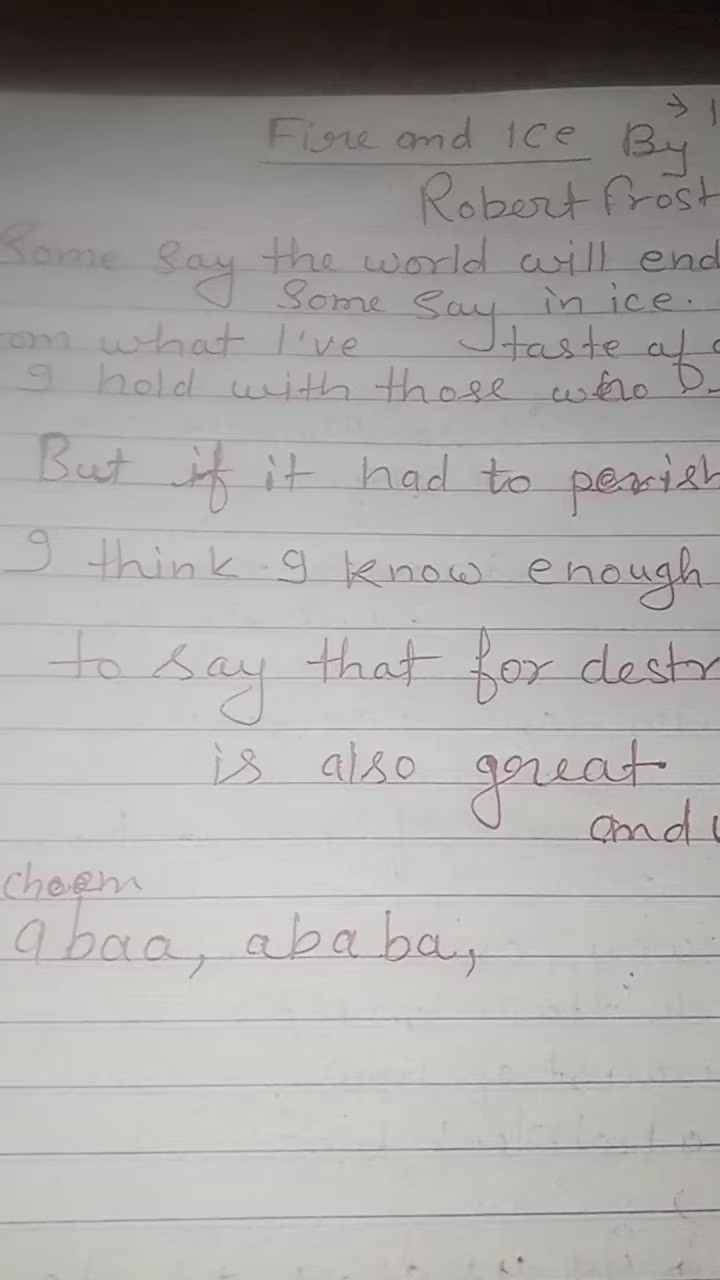 Fire and Ice By
Robert Frost
Some say the world will end
Some say in ice.
what I've taste of
I hold with those who
But if it had to perish
I think I know enough
to say that for destr
is also great
and
abaa, ababa,